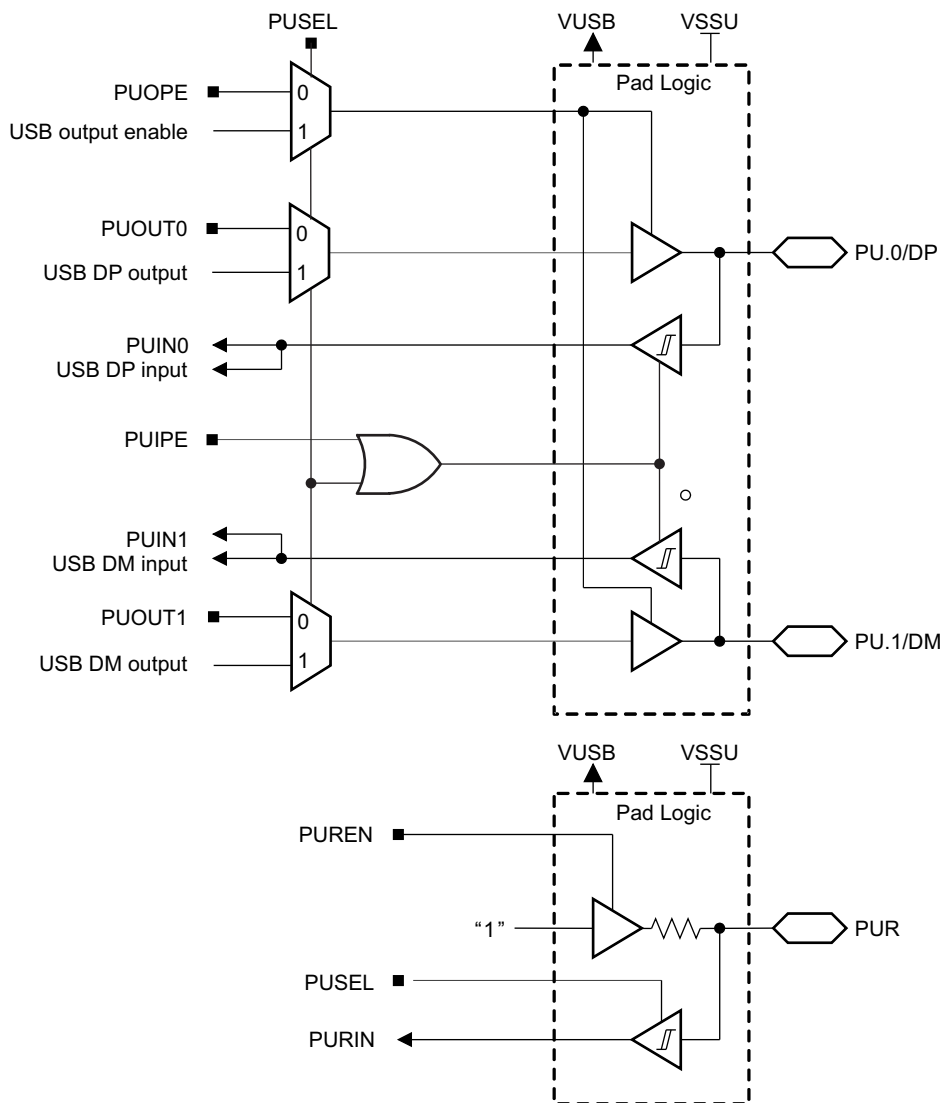 PUSEL
VUSB
VSSU
Pad Logic
PUOPE
0
USB output enable
1
PUOUT0
0
USB DP output
1
PU.0/DP
PUIN0
USB DP input
PUIPE
PUIN1
USB DM input
PUOUT1
0
USB DM output
1
PU.1/DM
VUSB
VSSU
Pad Logic
PUREN
“1”
PUR
PUSEL
PURIN